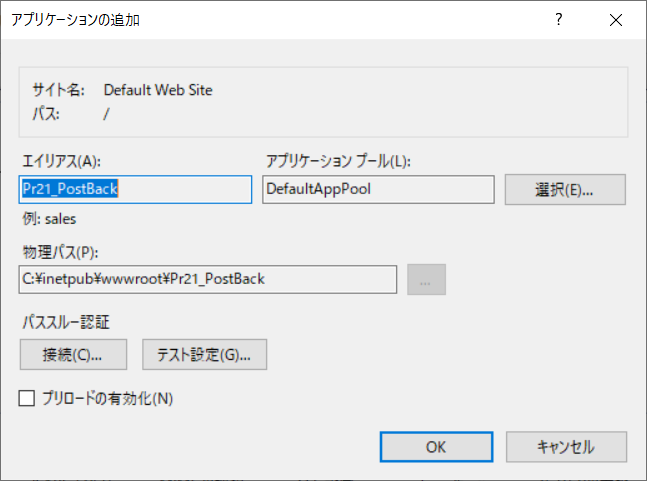 アプリケーションの追加
サイト名: Default Web Site
パス: /
エイリアス(A): アプリケーション プール(L):
Pr21_PostBack DefaultAppPool 選択(E)...
例: sales
物理パス(P):
C:¥inetpub¥wwwroot¥Pr21_PostBack ...
パススルー認証
接続(C)... テスト設定(G)...
プリロードの有効化(N)
OK キャンセル